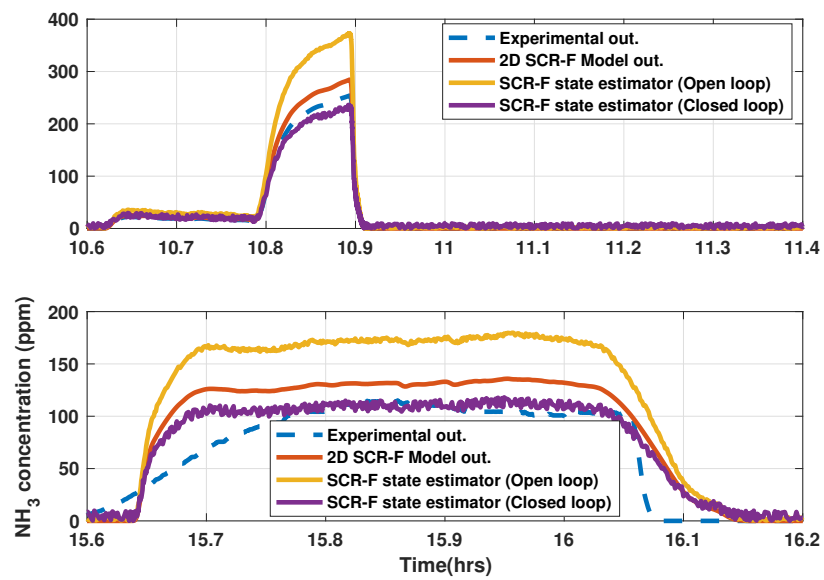 400
300
200
100
0
10.6 10.7 10.8 10.9 11 11.1 11.2 11.3 11.4
Experimental out.
2D SCR-F Model out.
SCR-F state estimator (Open loop)
SCR-F state estimator (Closed loop)
NH3 concentration (ppm)
200
150
100
50
0
15.6 15.7 15.8 15.9 16 16.1 16.2
Experimental out.
2D SCR-F Model out.
SCR-F state estimator (Open loop)
SCR-F state estimator (Closed loop)
Time(hrs)